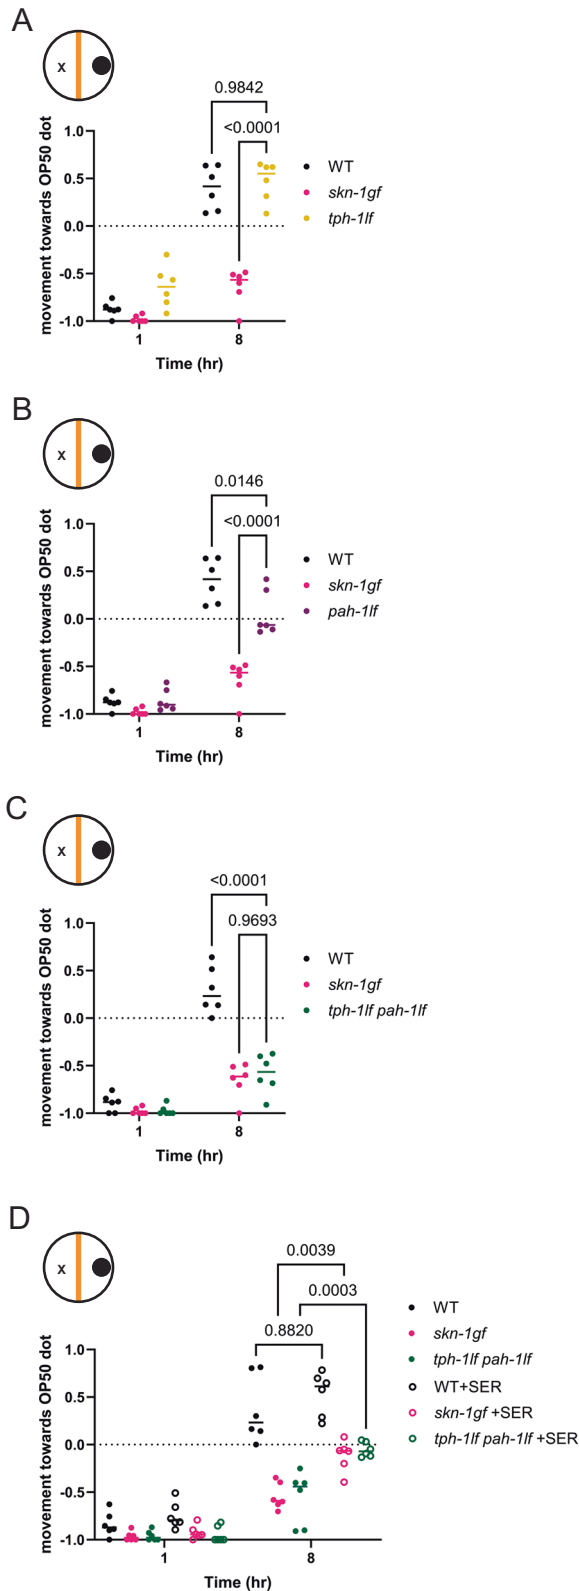 A
x
0.9842
<0.0001
1.0
0.5
0.0
-0.5
-1.0
movement towards OP50 dot
1
8
Time (hr)
WT
skn-1gf
tph-1lf
B
x
0.0146
<0.0001
1.0
0.5
0.0
-0.5
-1.0
movement towards OP50 dot
1
8
Time (hr)
WT
skn-1gf
pah-1lf
C
x
<0.0001
0.9693
1.0
0.5
0.0
-0.5
-1.0
movement towards OP50 dot
1
8
Time (hr)
WT
skn-1gf
tph-1lf pah-1lf
D
x
0.0039
0.0003
0.8820
1.0
0.5
0.0
-0.5
-1.0
movement towards OP50 dot
1
8
Time (hr)
WT
skn-1gf
tph-1lf pah-1lf
WT+SER
skn-1gf +SER
tph-1lf pah-1lf +SER